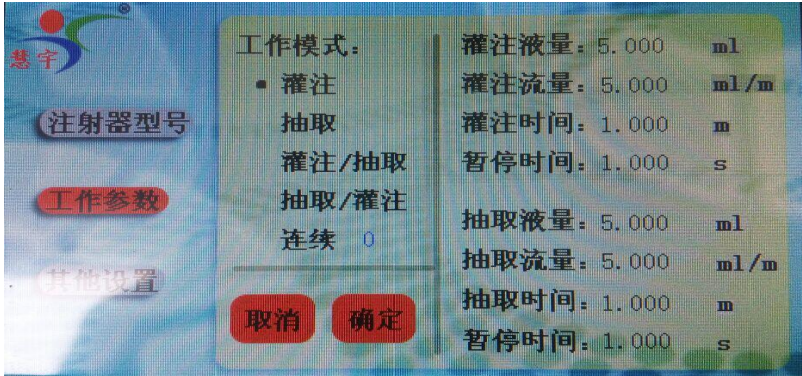 ®
慧宇
注射器型号
工作参数
其他设置
工作模式：
▪ 灌注
抽取
灌注/抽取
抽取/灌注
连续 0
取消 确定
灌注液量：5.000 ml
灌注流量：5.000 ml/m
灌注时间：1.000 m
暂停时间：1.000 s
抽取液量：5.000 ml
抽取流量：5.000 ml/m
抽取时间：1.000 m
暂停时间：1.000 s